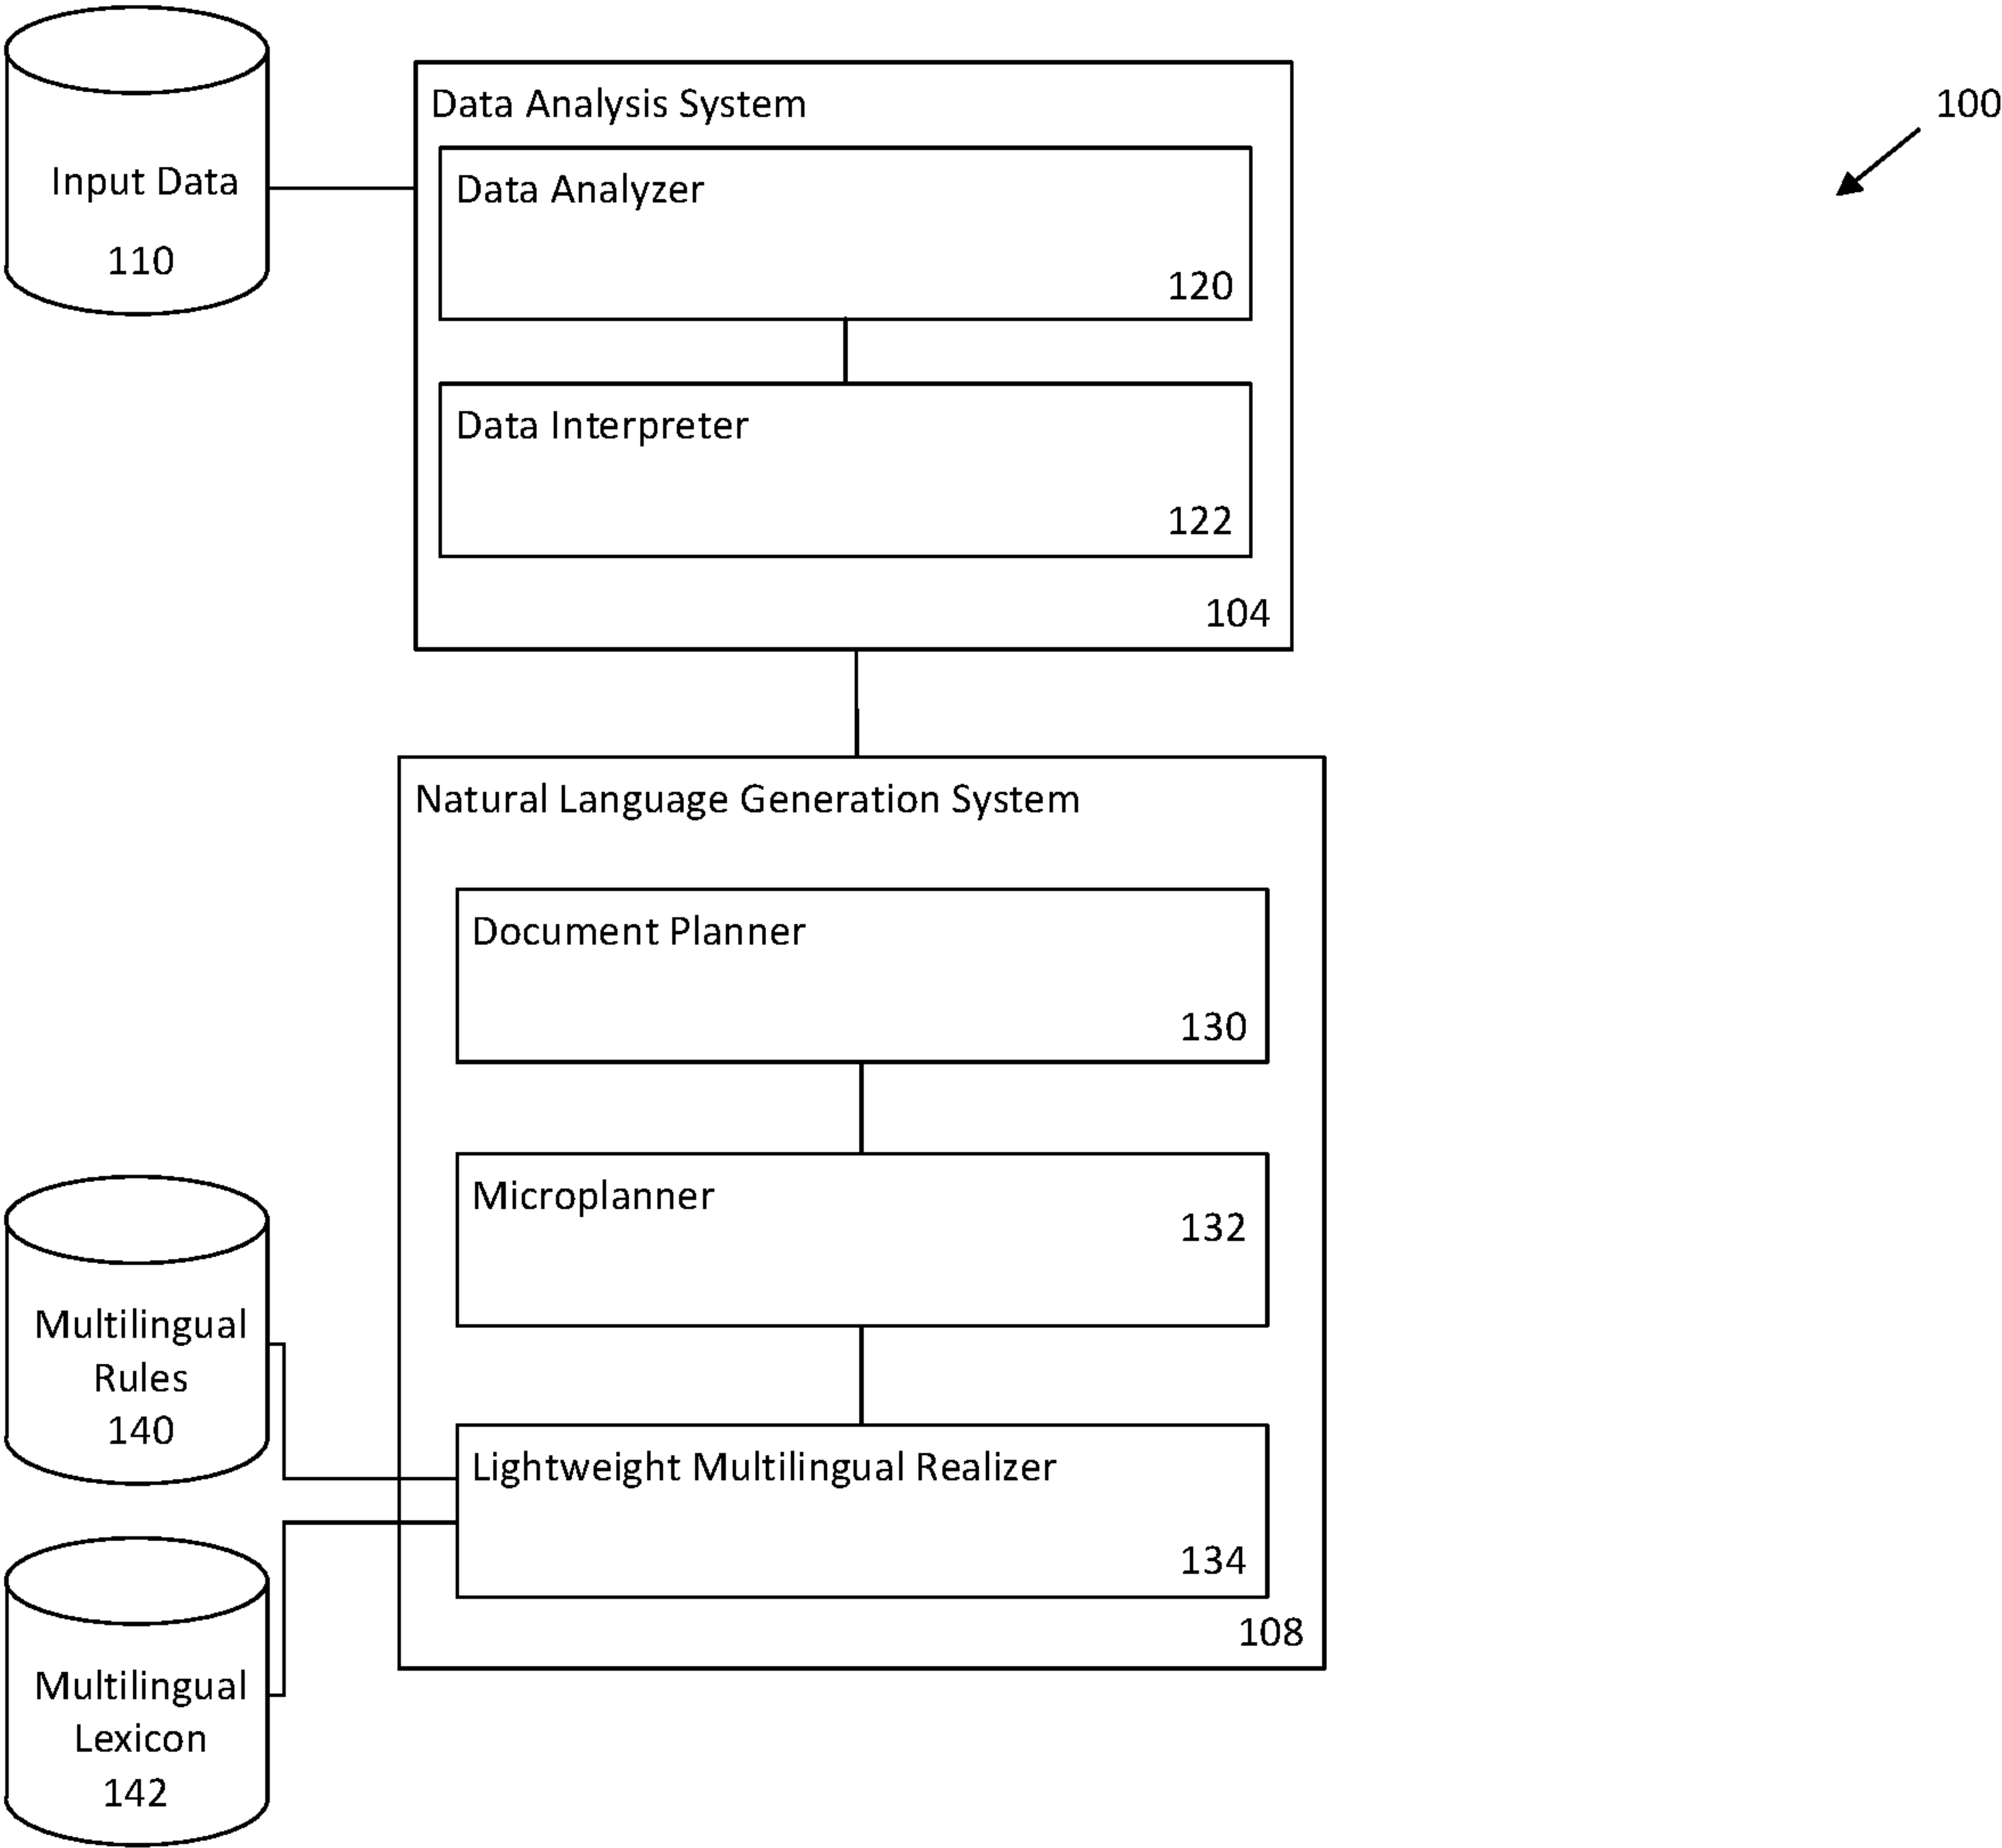 100
Input Data
110
Data Analysis System
Data Analyzer
120
Data Interpreter
122
104
Natural Language Generation System
Document Planner
130
Microplanner
132
Lightweight Multilingual Realizer
134
108
Multilingual
Rules
140
Multilingual
Lexicon
142